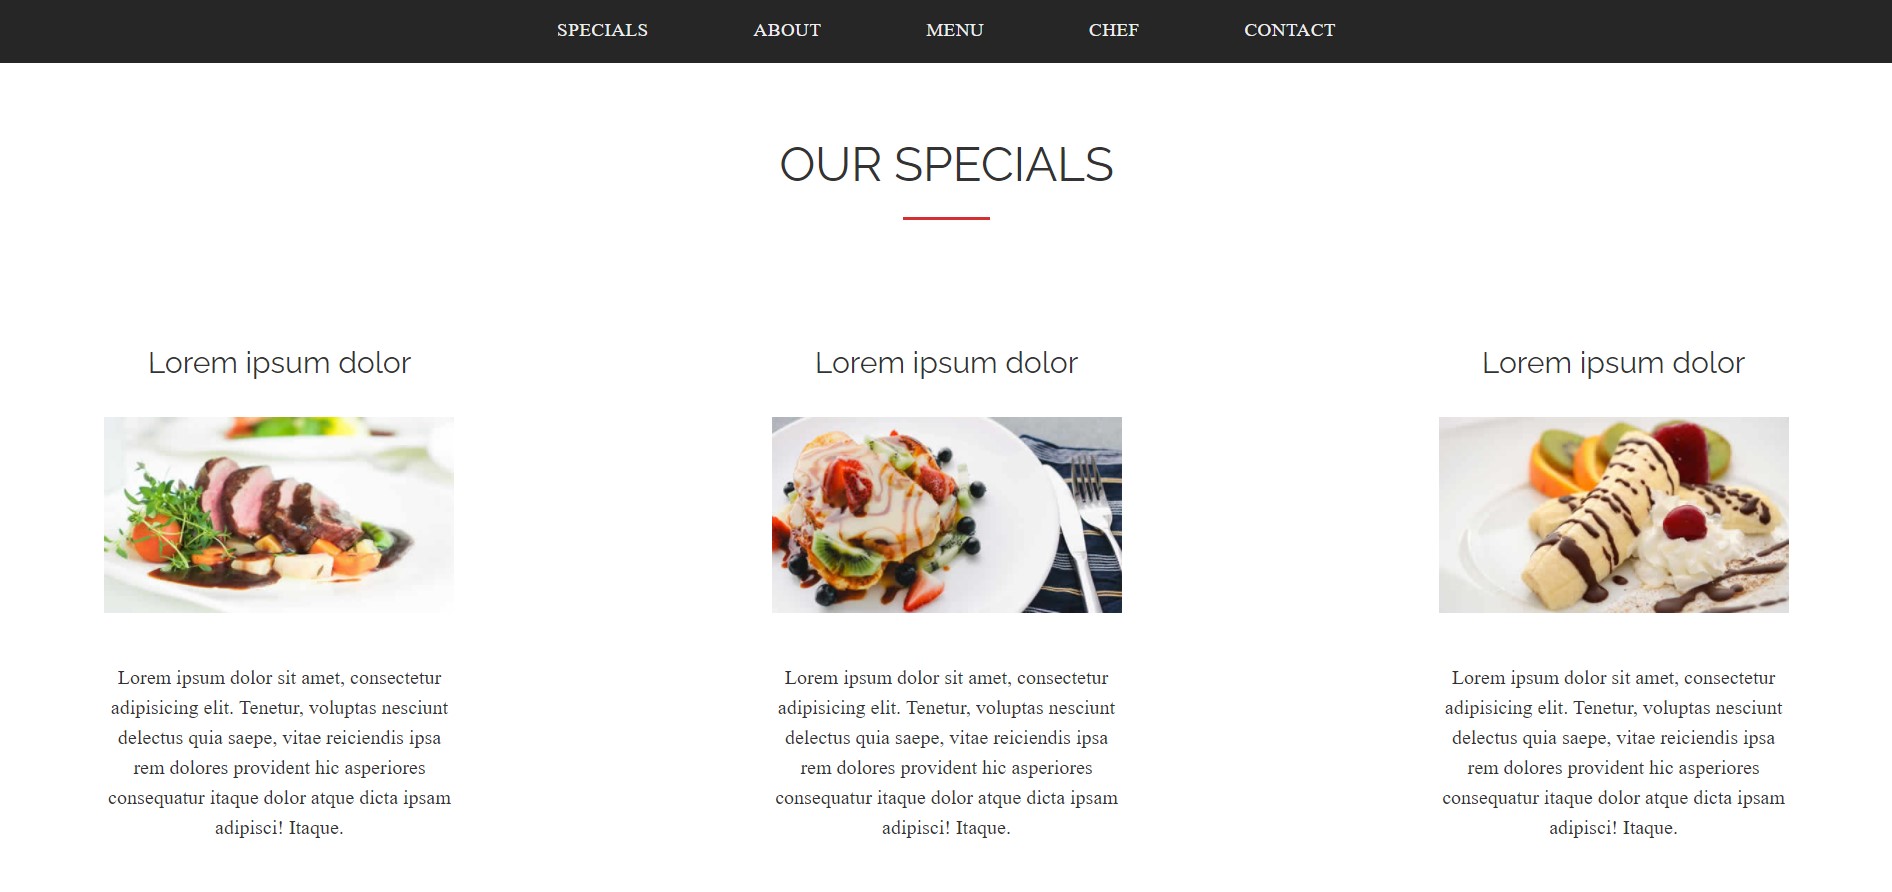 SPECIALS ABOUT MENU CHEF CONTACT
OUR SPECIALS
Lorem ipsum dolor
Lorem ipsum dolor sit amet, consectetur
adipisicing elit. Tenetur, voluptas nesciunt
delectus quia saepe, vitae reiciendis ipsa
rem dolores provident hic asperiores
consequatur itaque dolor atque dicta ipsam
adipisci! Itaque.
Lorem ipsum dolor
Lorem ipsum dolor sit amet, consectetur
adipisicing elit. Tenetur, voluptas nesciunt
delectus quia saepe, vitae reiciendis ipsa
rem dolores provident hic asperiores
consequatur itaque dolor atque dicta ipsam
adipisci! Itaque.
Lorem ipsum dolor
Lorem ipsum dolor sit amet, consectetur
adipisicing elit. Tenetur, voluptas nesciunt
delectus quia saepe, vitae reiciendis ipsa
rem dolores provident hic asperiores
consequatur itaque dolor atque dicta ipsam
adipisci! Itaque.